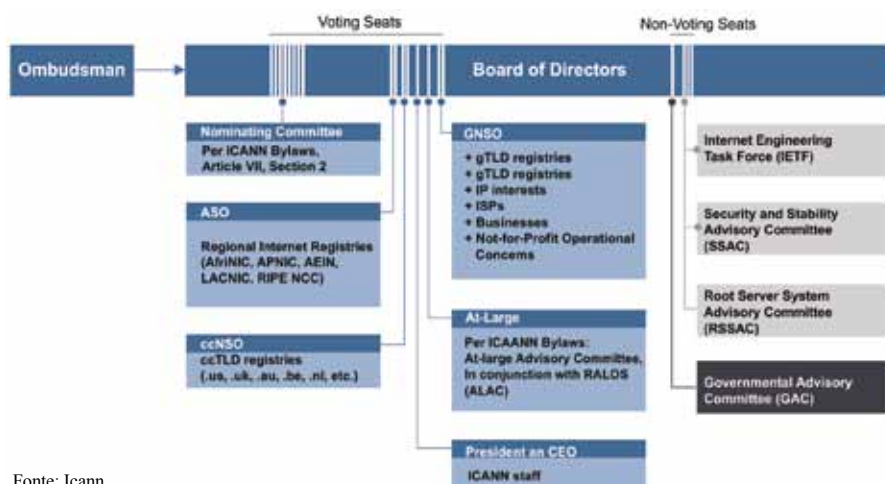 Voting Seats
Non-Voting Seats
Ombudsman
Board of Directors
Nominating Committee
Per ICANN Bylaws,
Article VII, Section 2
ASO
Regional Internet Registries
(AfriNIC, APNIC, AEIN,
LACNIC, RIPE NCC)
ccNSO
ccTLD registries
(.us, .uk, .au, .be, .nl, etc.)
GNSO
+ gTLD registries
+ gTLD registries
+ IP interests
+ ISPs
+ Businesses
+ Not-for-Profit Operational
Concems
At-Large
Per ICAANN Bylaws:
At-large Advisory Committee,
In conjunction with RALOS
(ALAC)
President an CEO
ICANN staff
Internet Engineering
Task Force (IETF)
Security and Stability
Advisory Committee
(SSAC)
Root Server System
Advisory Committee
(RSSAC)
Governmental Advisory
Committee (GAC)
Fonte: Icann